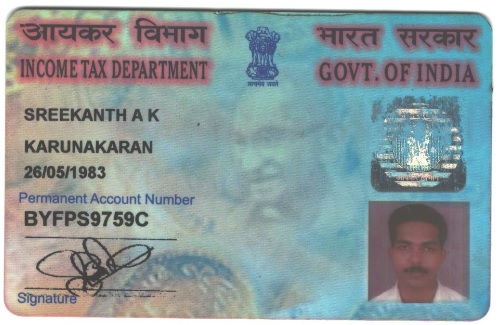 आयकर विभाग
भारत सरकार
INCOME TAX DEPARTMENT
GOVT. OF INDIA
सत्यमेव जयते
SREEKANTH A K
KARUNAKARAN
26/05/1983
Permanent Account Number
BYFPS9759C
Signature